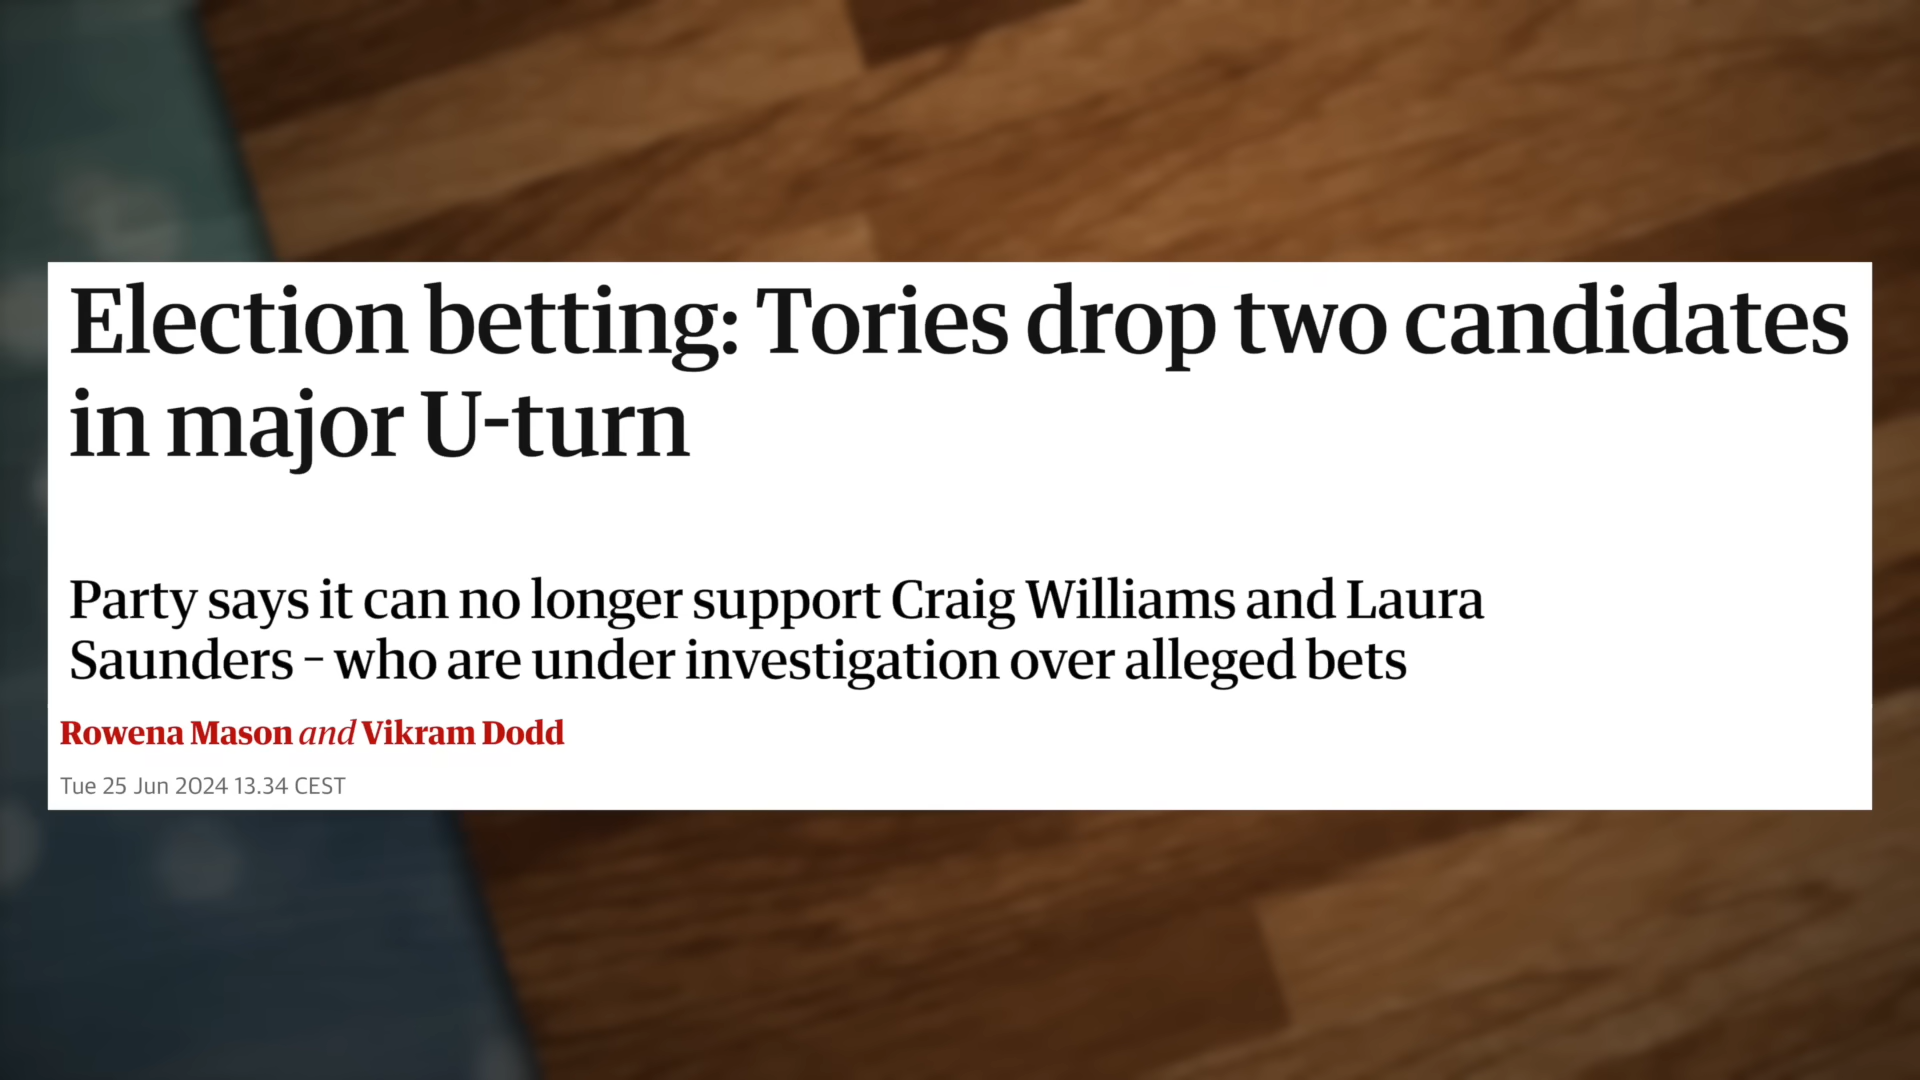 Election betting: Tories drop two candidates
in major U-turn
Party says it can no longer support Craig Williams and Laura
Saunders – who are under investigation over alleged bets
Rowena Mason and Vikram Dodd
Tue 25 Jun 2024 13.34 CEST